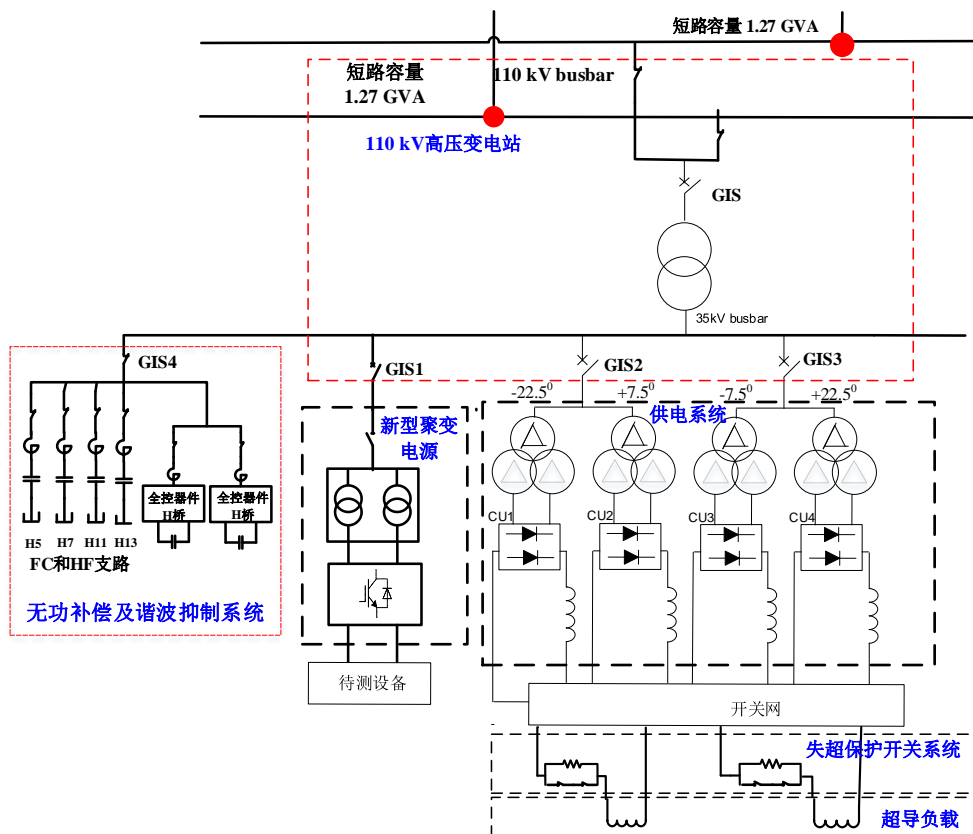 短路容量 1.27 GVA
短路容量
1.27 GVA
110 kV busbar
110 kV高压变电站
GIS
35kV busbar
GIS4
GIS1
GIS2
GIS3
-22.5⁰
+7.5⁰
-7.5⁰
+22.5⁰
新型聚变
电源
供电系统
全控器件
H桥
全控器件
H桥
CU1
CU2
CU3
CU4
H5
H7
H11
H13
FC和HF支路
无功补偿及谐波抑制系统
待测设备
开关网
失超保护开关系统
超导负载